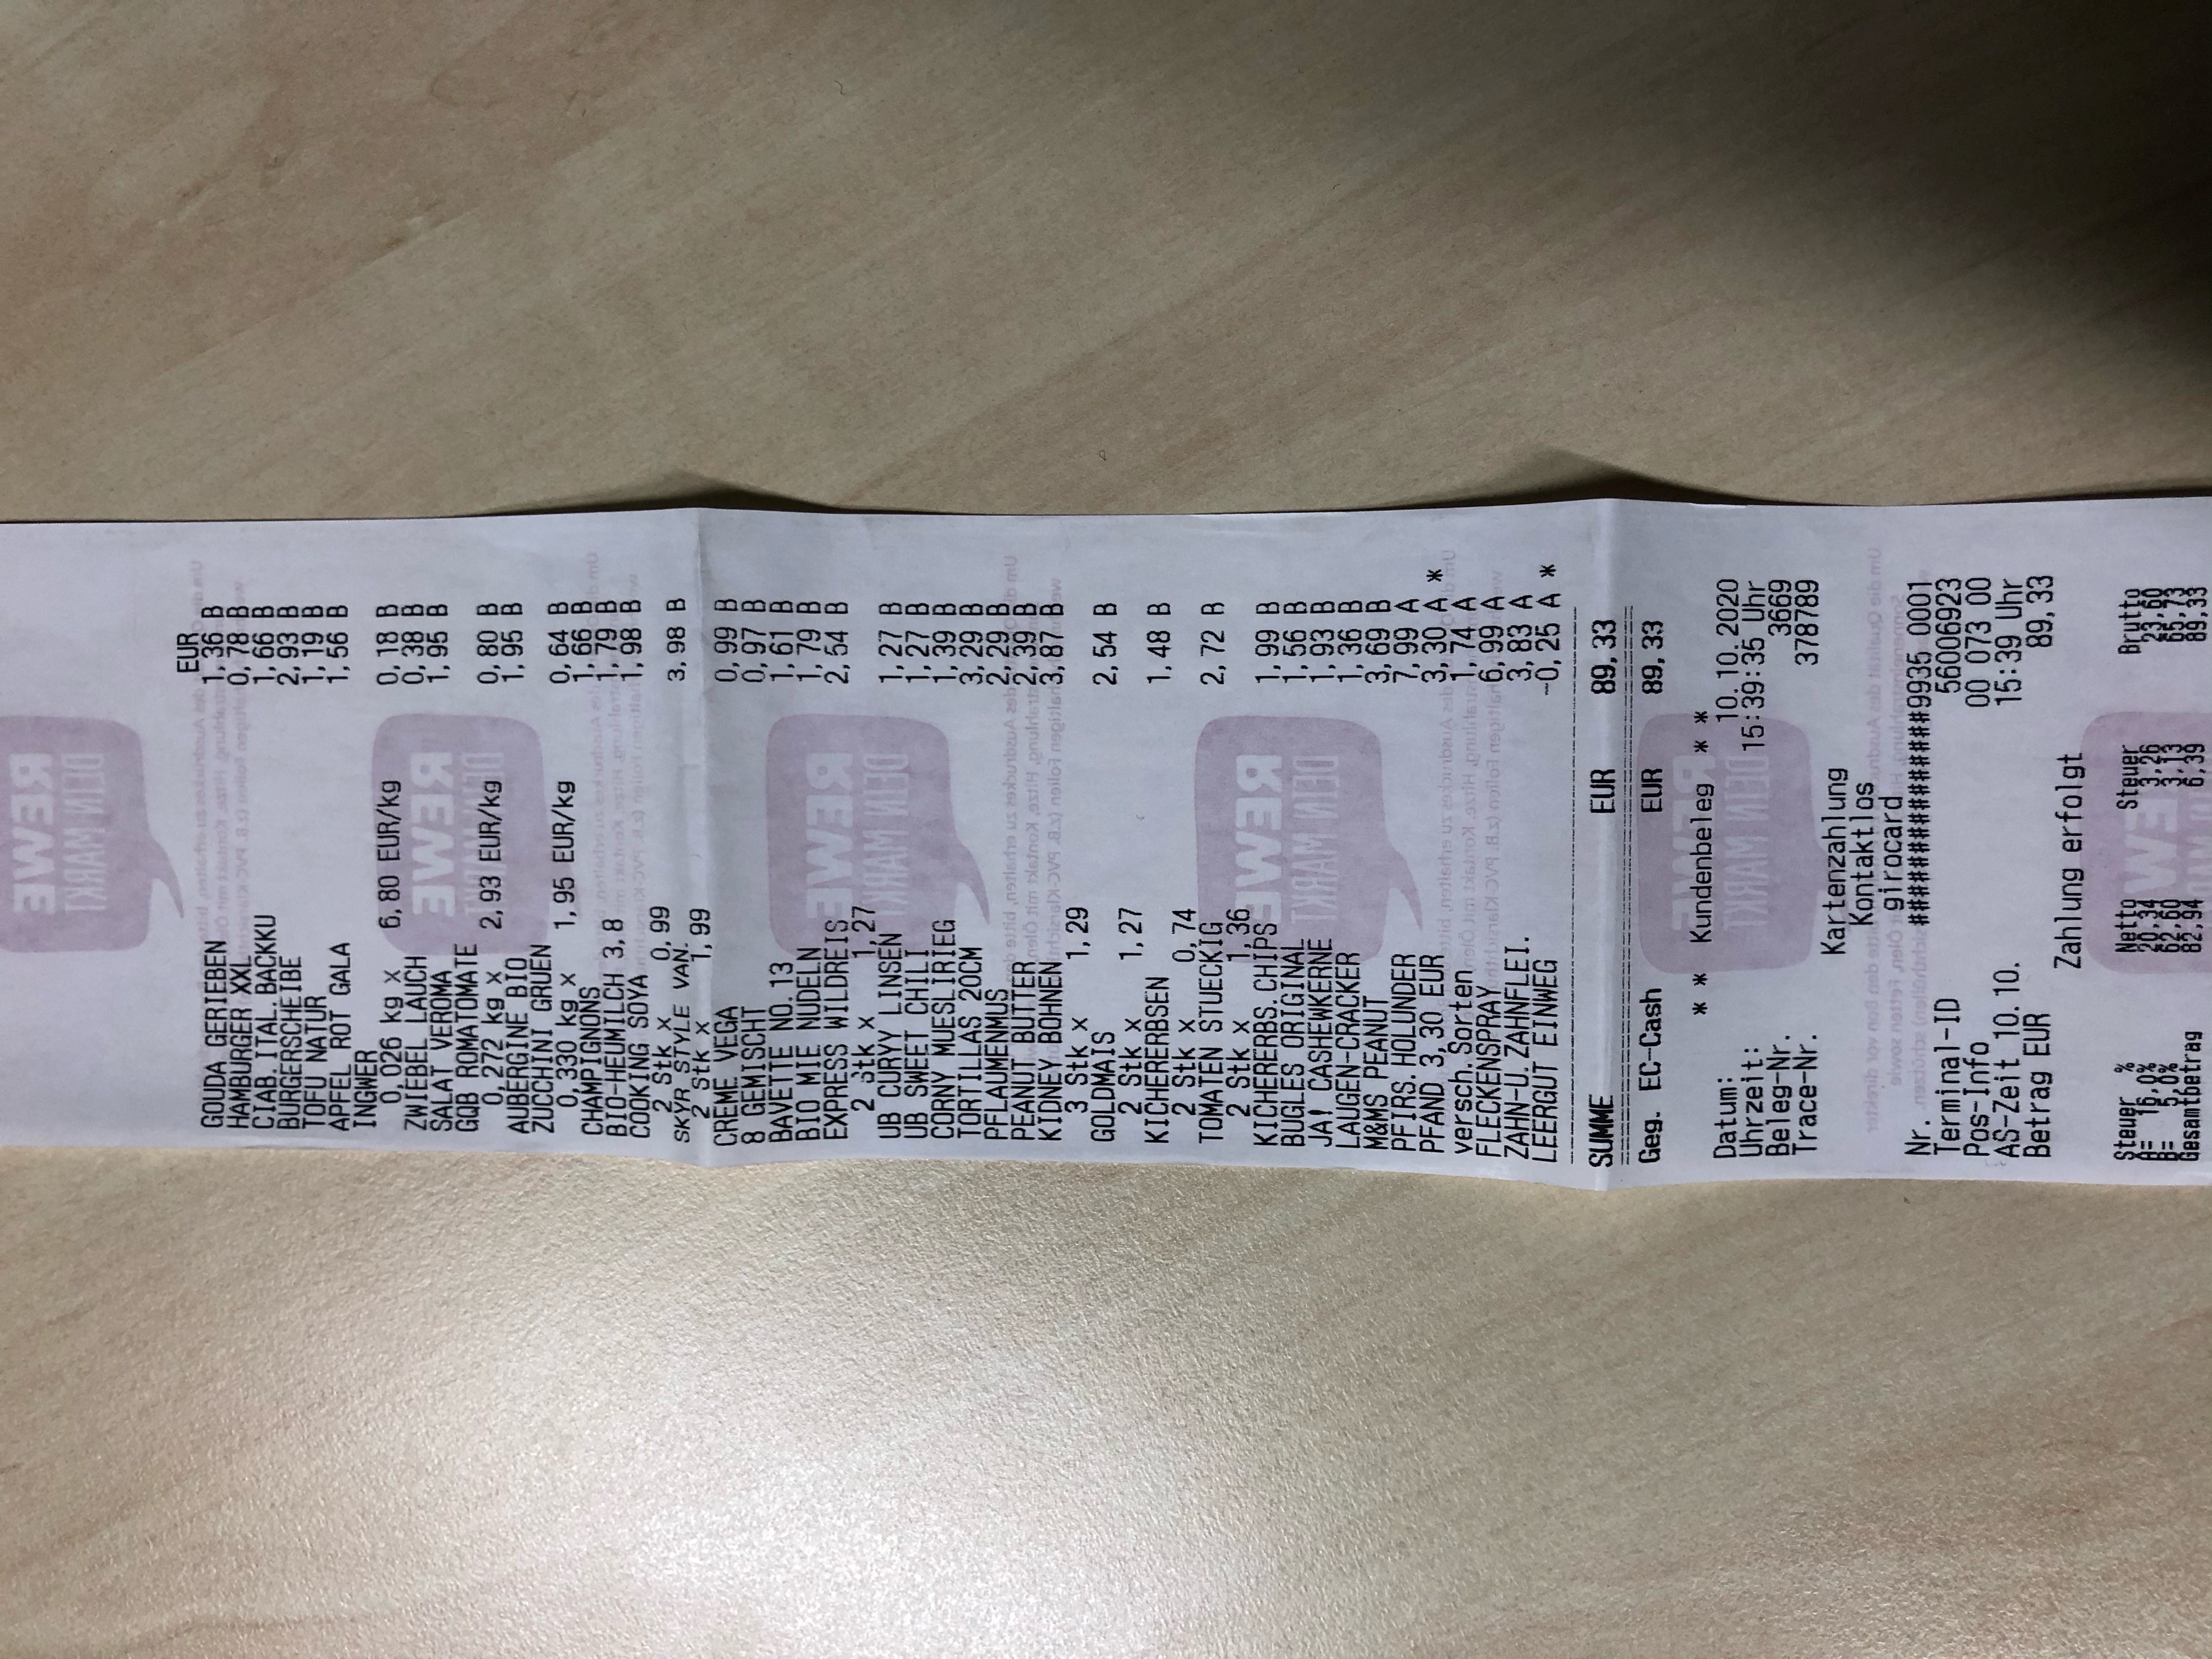 EUR
GOUDA GERIEBEN 1,36 B
HAMBURGER XXL 0,78 B
CIAB.ITAL.BACKKU 1,66 B
BURGERSCHEIBE 2,93 B
TOFU NATUR 1,19 B
APFEL ROT GALA 1,56 B
INGWER
0,026 kg x 6,80 EUR/kg 0,18 B
ZWIEBEL LAUCH 0,38 B
SALAT VEROMA 1,95 B
GQB ROMATOMATE
0,272 kg x 2,93 EUR/kg 0,80 B
AUBERGINE BIO 1,95 B
ZUCCHINI GRUEN
0,330 kg x 1,95 EUR/kg 0,64 B
CHAMPIGNONS 1,66 B
BIO-HEUMILCH 3,8 1,79 B
COOKING SOYA 1,98 B
2 Stk x 0,99
SKYR STYLE VAN. 3,98 B
2 Stk x 1,99
CREME VEGA 0,99 B
8 GEMISCHT 0,97 B
BAVETTE NO.13 1,61 B
BIO MIE NUDELN 1,79 B
EXPRESS WILDREIS 2,54 B
2 Stk x 1,27
UB CURYY LINSEN 1,27 B
UB SWEET CHILI 1,27 B
CORNY MUESLIRIEG 1,39 B
TORTILLAS 20CM 3,29 B
PFLAUMENMUS 2,29 B
PEANUT BUTTER 2,39 B
KIDNEY BOHNEN 3,87 B
3 Stk x 1,29
GOLDMAIS 2,54 B
2 Stk x 1,27
KICHERERBSEN 1,48 B
2 Stk x 0,74
TOMATEN STUECKIG 2,72 B
2 Stk x 1,36
KICHERERBS.CHIPS 1,99 B
BUGLES ORIGINAL 1,56 B
JA! CASHEWKERNE 1,93 B
LAUGEN-CRACKER 1,36 B
M&MS PEANUT 3,69 B
PFIRS.HOLUNDER 7,99 A
PFAND 3,30 EUR 3,30 A *
versch.Sorten 1,74 A
FLECKENSPRAY 6,99 A
ZAHN-U.ZAHNFLEI. 3,83 A
LEERGUT EINWEG -0,25 A *
SUMME EUR 89,33
Geg. EC-Cash EUR 89,33
* * Kundenbeleg * *
Datum: 10.10.2020
Uhrzeit: 15:39:35 Uhr
Beleg-Nr. 3669
Trace-Nr. 378789
Kartenzahlung
Kontaktlos
girocard
Nr. ###############9935 0001
Terminal-ID 56006923
Pos-Info 00 073 00
AS-Zeit 10.10. 15:39 Uhr
Betrag EUR 89,33
Zahlung erfolgt
Steuer % Netto Steuer Brutto
A= 16,0% 20,34 3,26 23,60
B= 5,0% 62,60 3,13 65,73
Gesamtbetrag 82,94 6,39 89,33
REWE
DEIN MARKT